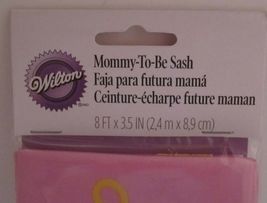 Wilton
Mommy-To-Be Sash
Faja para futura mamá
Ceinture-écharpe future maman
8 FT x 3.5 IN (2,4 m x 8,9 cm)